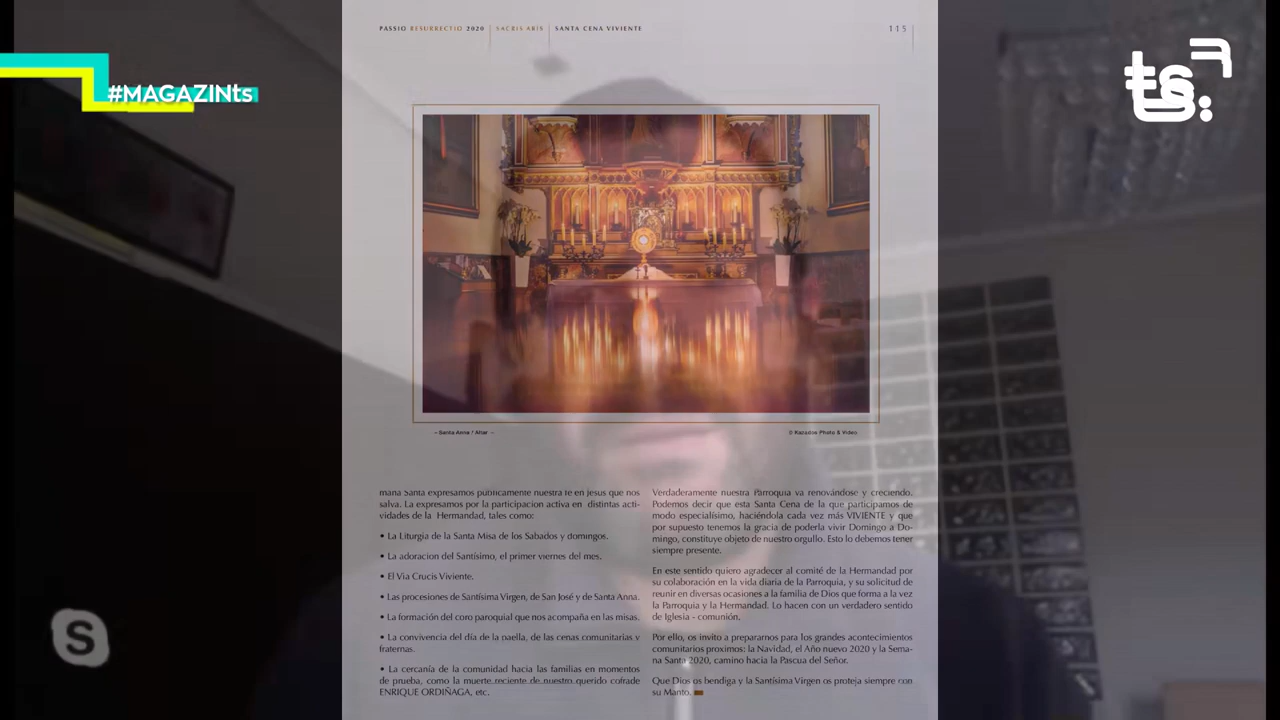 PASSIO RESURRECTIO 2020 SACRIS ARIS SANTA CENA VIVIENTE 115
#MAGAZINts
ts.
– Santa Anna / Altar –
© Kazados Photo & Video
mana Santa expresamos públicamente nuestra fe en Jesús que nos
salva. La expresamos por la participacion activa en distintas acti-
vidades de la Hermandad, tales como:
• La Liturgia de la Santa Misa de los Sabados y domingos.
• La adoracion del Santísimo, el primer viernes del mes.
• El Via Crucis Viviente.
• Las procesiones de Santísima Virgen, de San José y de Santa Anna.
• La formación del coro paroquial que nos acompaña en las misas.
• La convivencia del día de la paella, de las cenas comunitarias y
fraternas.
• La cercanía de la comunidad hacia las familias en momentos
de prueba, como la muerte reciente de nuestro querido cofrade
ENRIQUE ORDIÑAGA, etc.
Verdaderamente nuestra Parroquia va renovándose y creciendo.
Podemos decir que esta Santa Cena de la que participamos de
modo especialísimo, haciéndola cada vez más VIVIENTE y que
por supuesto tenemos la gracia de poderla vivir Domingo a Do-
mingo, constituye objeto de nuestro orgullo. Esto lo debemos tener
siempre presente.
En este sentido quiero agradecer al comité de la Hermandad por
su colaboración en la vida diaria de la Parroquia, y su solicitud de
reunir en diversas ocasiones a la familia de Dios que forma a la vez
la Parroquia y la Hermandad. Lo hacen con un verdadero sentido
de Iglesia - comunión.
Por ello, os invito a prepararnos para los grandes acontecimientos
comunitarios proximos: la Navidad, el Año nuevo 2020 y la Sema-
na Santa 2020, camino hacia la Pascua del Señor.
Que Dios os bendiga y la Santísima Virgen os proteja siempre con
su Manto.
S